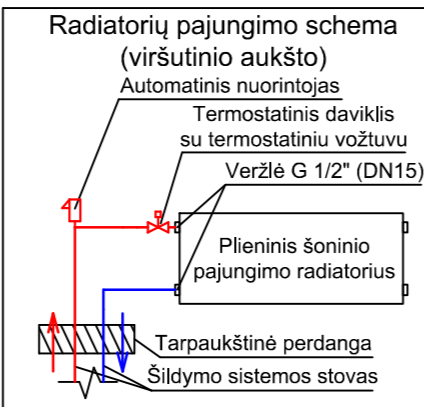 Radiatorių pajungimo schema
(viršutinio aukšto)
Automatinis nuorintojas
Termostatinis daviklis
su termostatiniu vožtuvu
Veržlė G 1/2" (DN15)
Plieninis šoninio
pajungimo radiatorius
Tarpaukštinė perdanga
Šildymo sistemos stovas